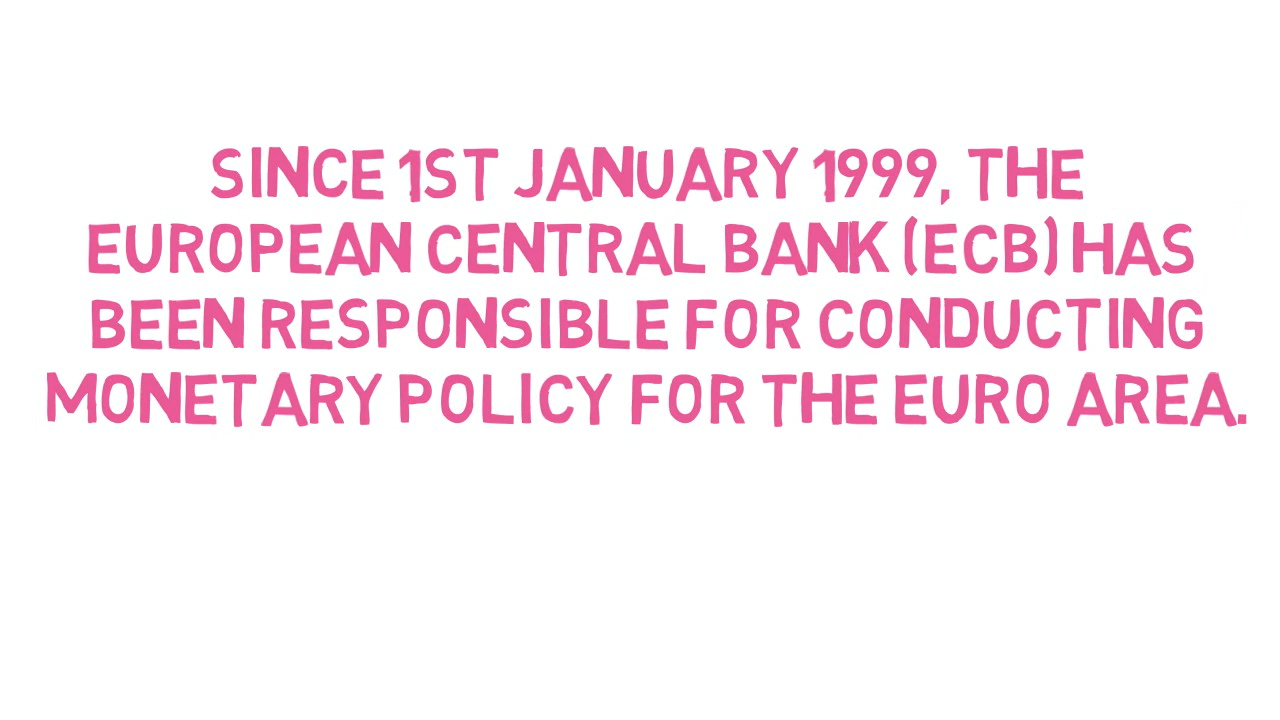 SINCE 1ST JANUARY 1999, THE
EUROPEAN CENTRAL BANK (ECB) HAS
BEEN RESPONSIBLE FOR CONDUCTING
MONETARY POLICY FOR THE EURO AREA.